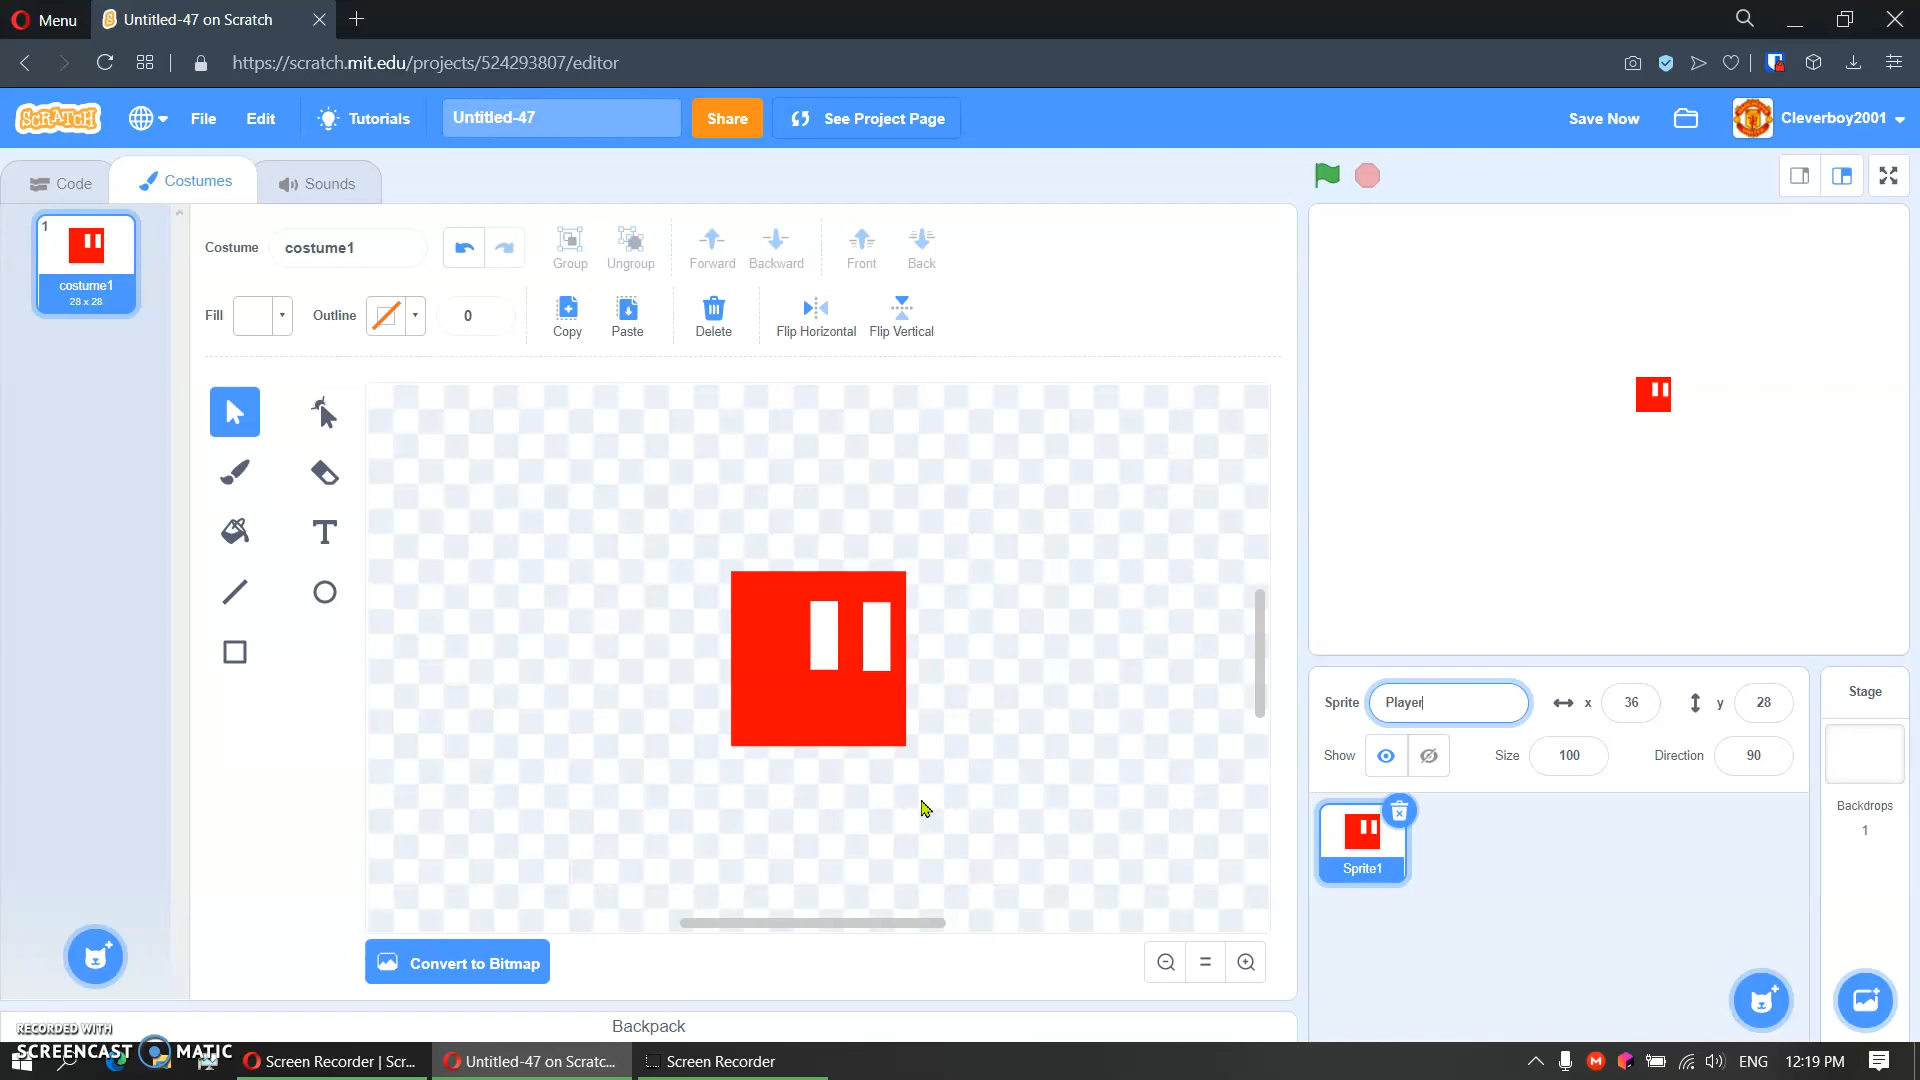 Menu
Untitled-47 on Scratch
https://scratch.mit.edu/projects/524293807/editor
SCRATCH
File
Edit
Tutorials
Untitled-47
Share
See Project Page
Save Now
Cleverboy2001
Code
Costumes
Sounds
1
costume1
28 x 28
Costume
costume1
Group
Ungroup
Forward
Backward
Front
Back
Fill
Outline
0
Copy
Paste
Delete
Flip Horizontal
Flip Vertical
T
Convert to Bitmap
Sprite
Player
x
36
y
28
Show
Size
100
Direction
90
Sprite1
Stage
Backdrops
1
Backpack
RECORDED WITH
SCREENCAST MATIC
Screen Recorder | Scr...
Untitled-47 on Scratc...
Screen Recorder
ENG
12:19 PM